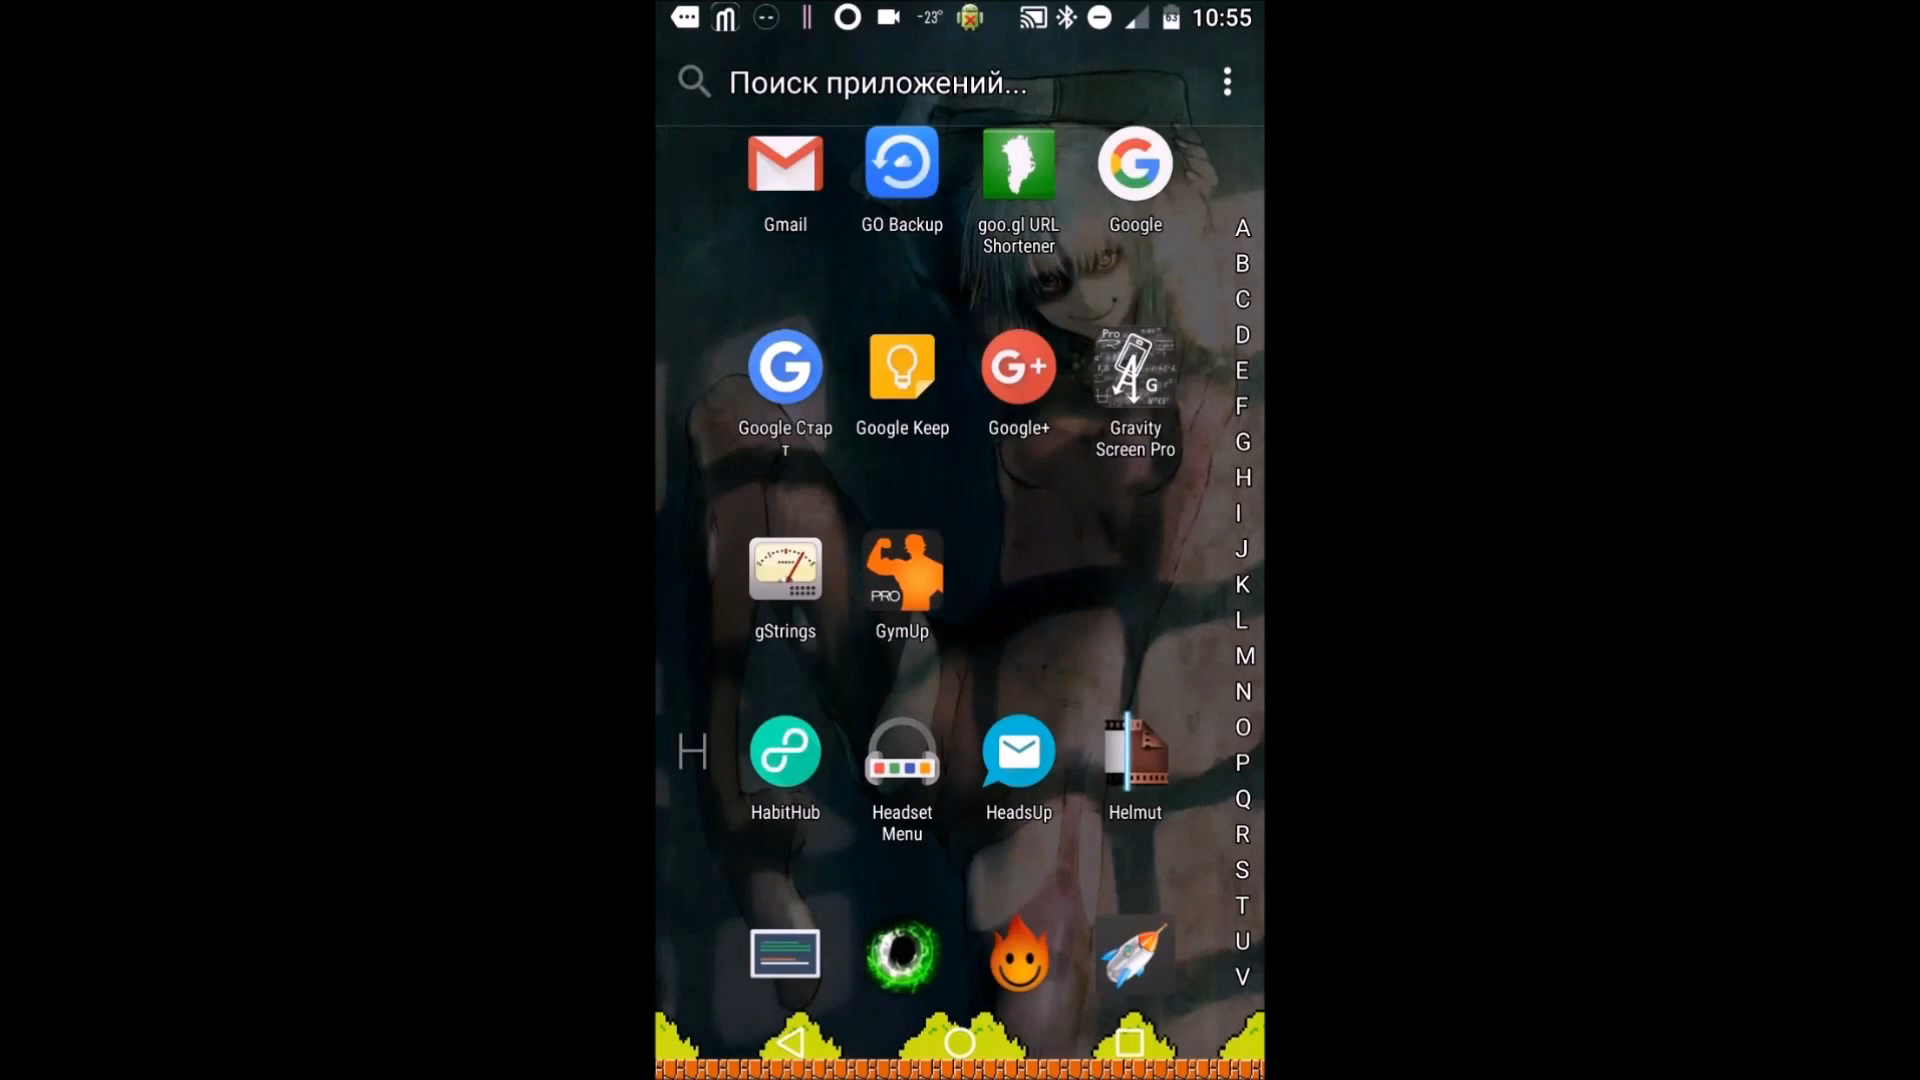 -23°
63
10:55
Поиск приложений...
Gmail
GO Backup
goo.gl URL
Shortener
Google
Google Стар
т
Google Keep
G+
Google+
Pro
G
Gravity
Screen Pro
gStrings
PRO
GymUp
H
HabitHub
Headset
Menu
HeadsUp
Helmut
A
B
C
D
E
F
G
H
I
J
K
L
M
N
O
P
Q
R
S
T
U
V